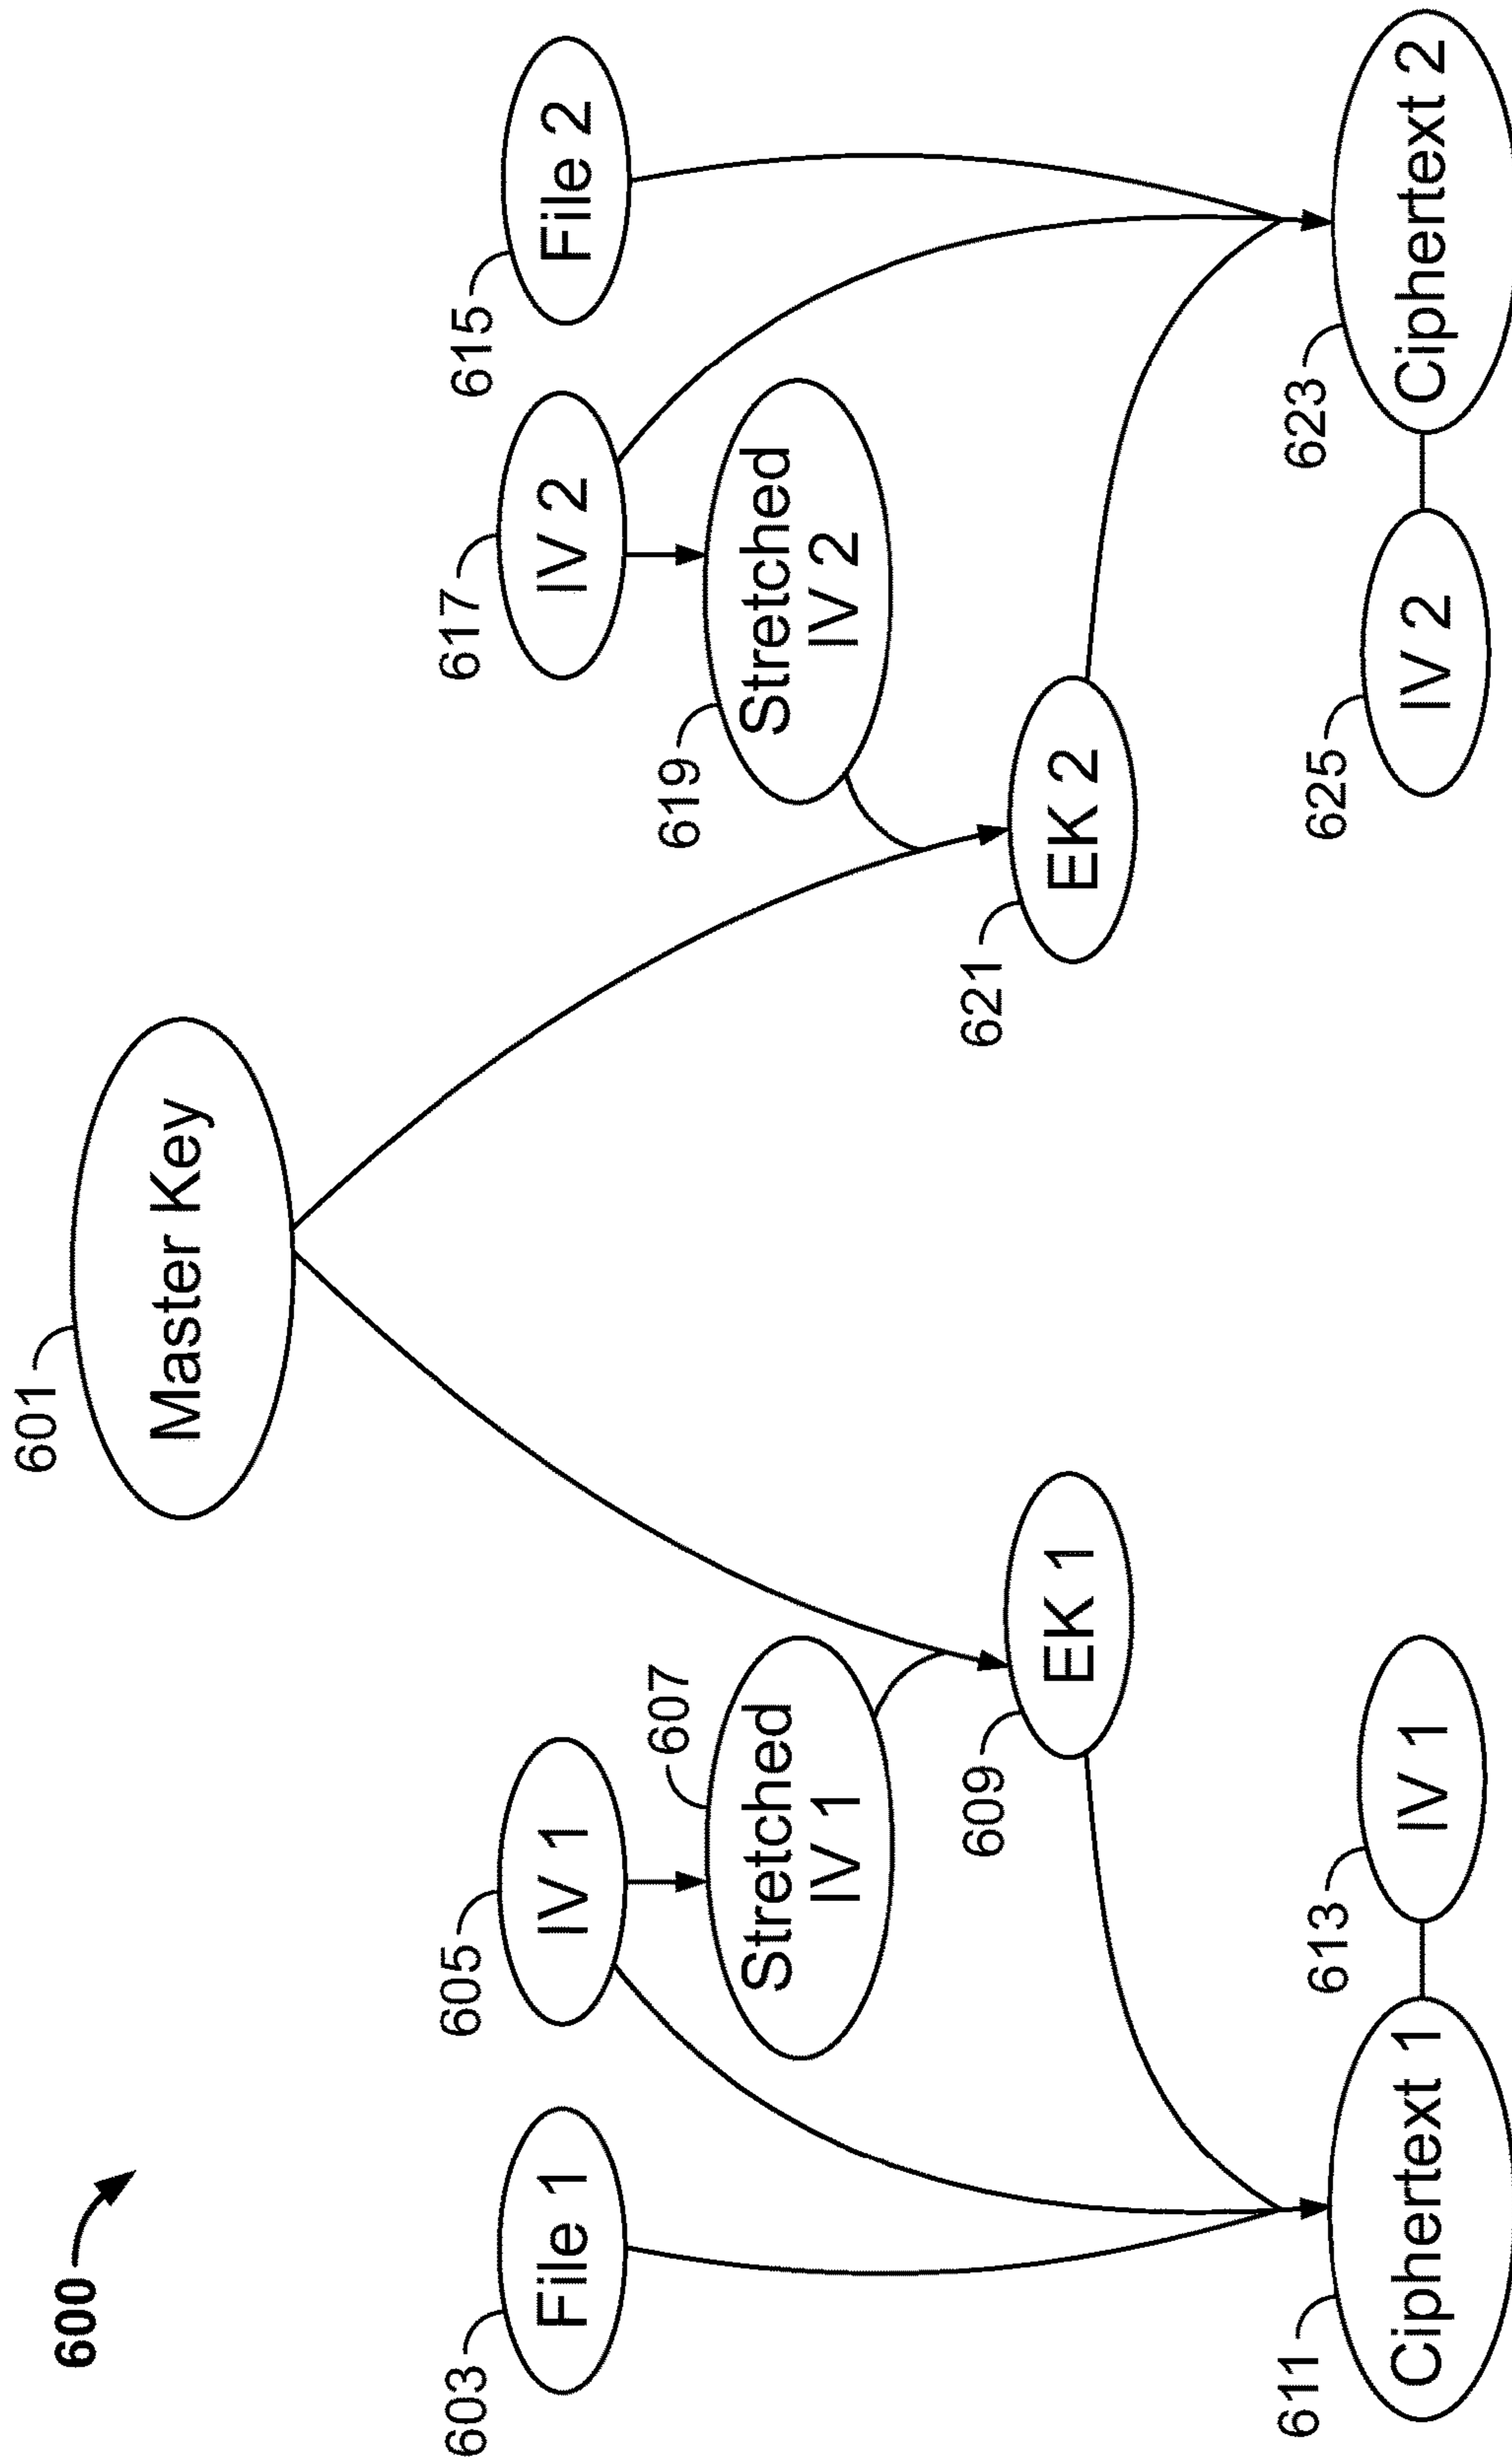 600
601
Master Key
603
File 1
605
IV 1
617
IV 2
615
File 2
607
Stretched
IV 1
619
Stretched
IV 2
609
EK 1
621
EK 2
611
Ciphertext 1
613
IV 1
625
IV 2
623
Ciphertext 2